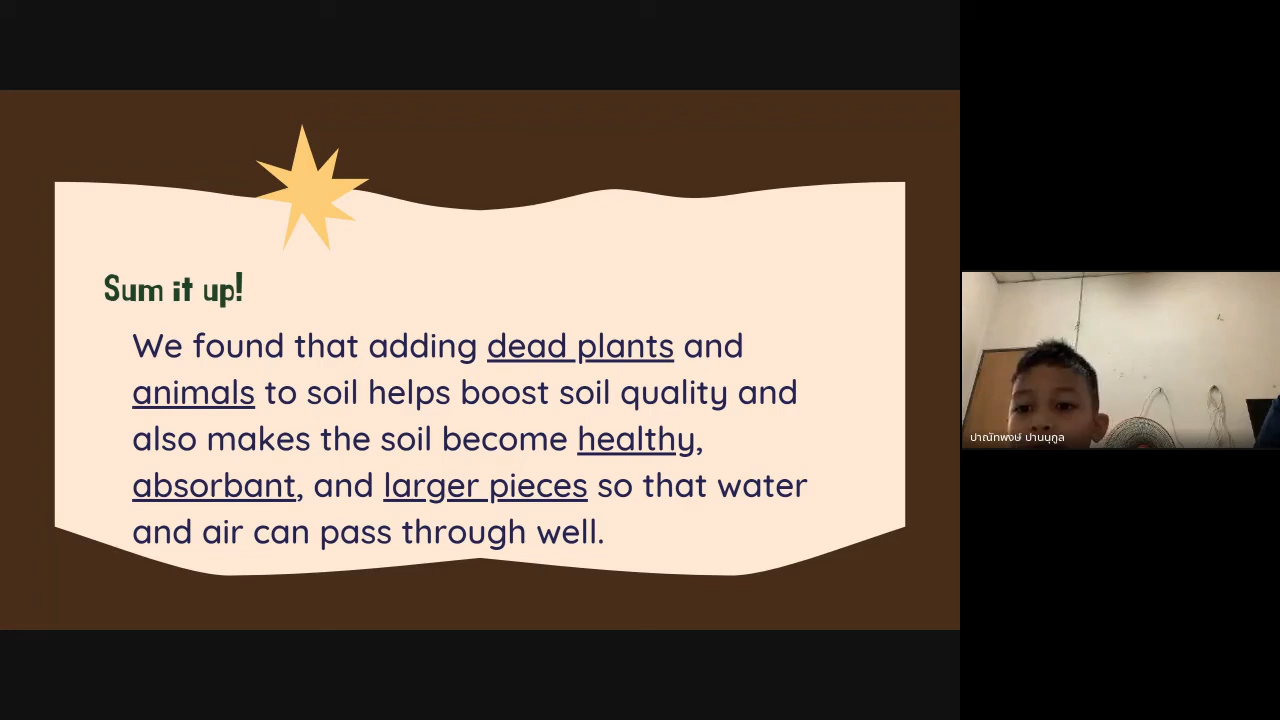 Sum it up!
We found that adding dead plants and
animals to soil helps boost soil quality and
also makes the soil become healthy,
absorbant, and larger pieces so that water
and air can pass through well.
ปาณัทพงษ์ ปานนุกูล